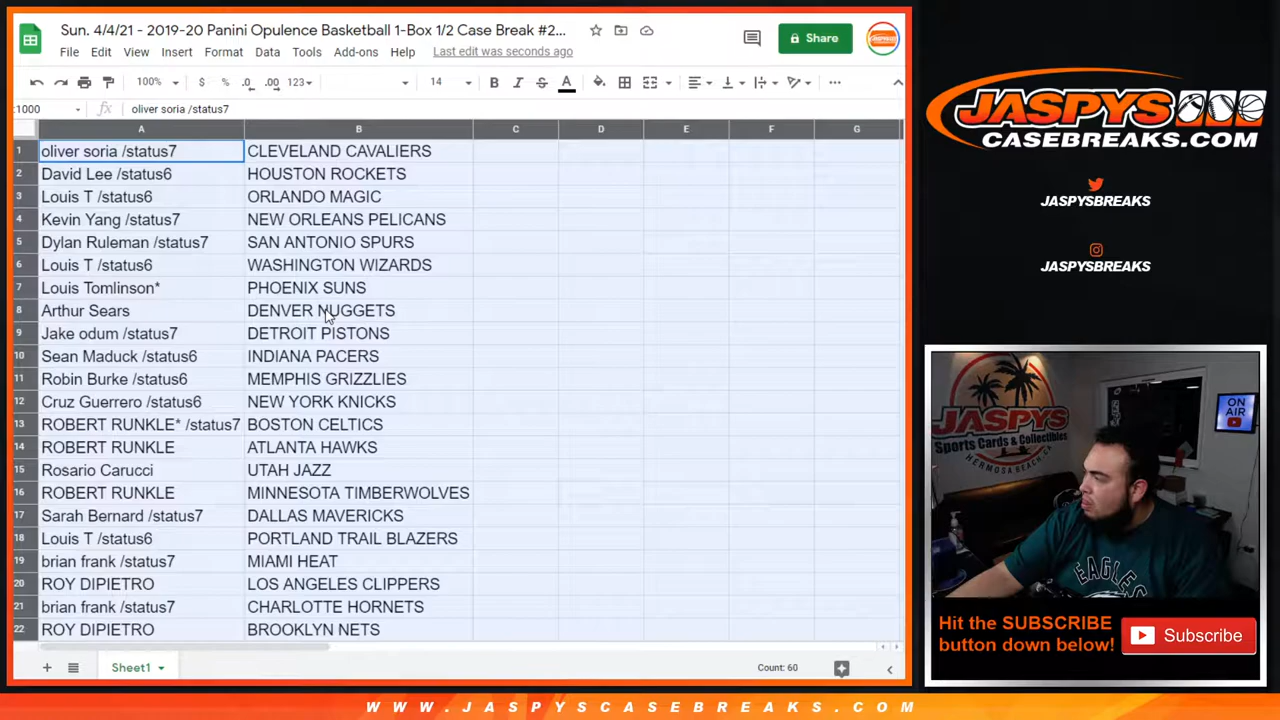 Sun. 4/4/21 - 2019-20 Panini Opulence Basketball 1-Box 1/2 Case Break #2...
File Edit View Insert Format Data Tools Add-ons Help Last edit was seconds ago
Share
100% $ % .0 .00 123 14 B I S A
:1000 fx oliver soria /status7
A B C D E F G
1 oliver soria /status7 CLEVELAND CAVALIERS
2 David Lee /status6 HOUSTON ROCKETS
3 Louis T /status6 ORLANDO MAGIC
4 Kevin Yang /status7 NEW ORLEANS PELICANS
5 Dylan Ruleman /status7 SAN ANTONIO SPURS
6 Louis T /status6 WASHINGTON WIZARDS
7 Louis Tomlinson* PHOENIX SUNS
8 Arthur Sears DENVER NUGGETS
9 Jake odum /status7 DETROIT PISTONS
10 Sean Maduck /status6 INDIANA PACERS
11 Robin Burke /status6 MEMPHIS GRIZZLIES
12 Cruz Guerrero /status6 NEW YORK KNICKS
13 ROBERT RUNKLE* /status7 BOSTON CELTICS
14 ROBERT RUNKLE ATLANTA HAWKS
15 Rosario Carucci UTAH JAZZ
16 ROBERT RUNKLE MINNESOTA TIMBERWOLVES
17 Sarah Bernard /status7 DALLAS MAVERICKS
18 Louis T /status6 PORTLAND TRAIL BLAZERS
19 brian frank /status7 MIAMI HEAT
20 ROY DIPIETRO LOS ANGELES CLIPPERS
21 brian frank /status7 CHARLOTTE HORNETS
22 ROY DIPIETRO BROOKLYN NETS
Sheet1
Count: 60
JASPYS
CASEBREAKS.COM
JASPYSBREAKS
JASPYSBREAKS
JASPYS
Sports Cards & Collectibles
HERMOSA BEACH, CA
ON
AIR
EAGLES
Hit the SUBSCRIBE
button down below!
Subscribe
WWW.JASPYSCASEBREAKS.COM